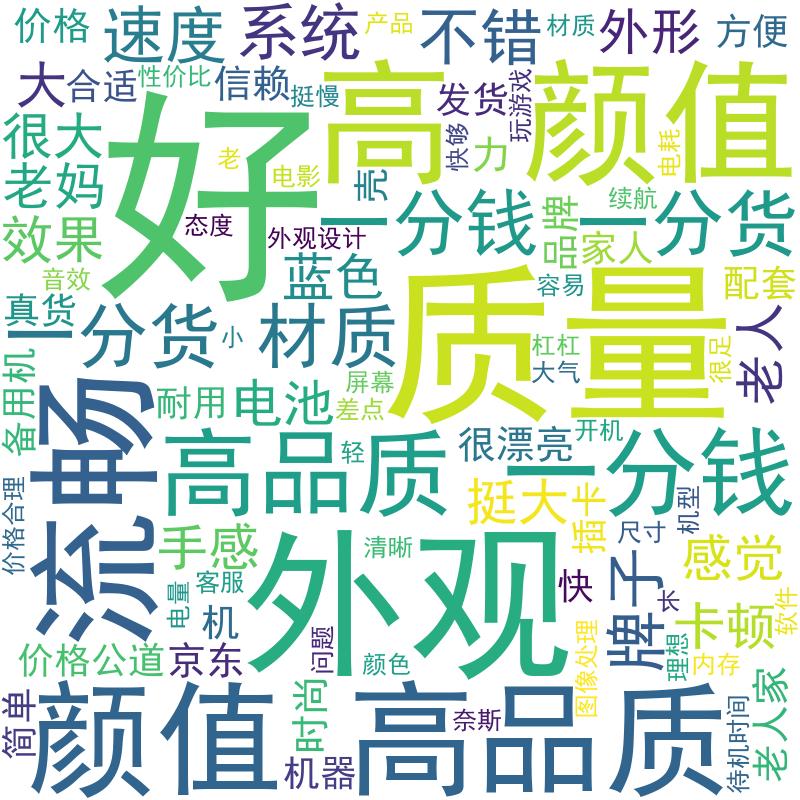 价格
速度
系统
产品
不错
材质
外形
方便
大
合适
性价比
信赖
挺慢
高
发货
玩游戏
颜值
很大
好
快够
力
电耗
老妈
老
电影
壳
一分钱
一分货
续航
效果
态度
外观设计
品牌
家人
音效
蓝色
容易
配套
真货
一分货
小
材质
质量
杠杠
大气
很足
老人
备用机
流畅
耐用
电池
屏幕
差点
高品质
轻
很漂亮
开机
一分钱
价格合理
手感
清晰
挺大
插卡
机型
尺寸
感觉
电量
客服
机
外观
快
牌子
长
卡顿
软件
价格公道
京东
问题
颜色
图像处理
理想
内存
简单
颜值
时尚
机器
高品质
奈斯
待机时间
老人家